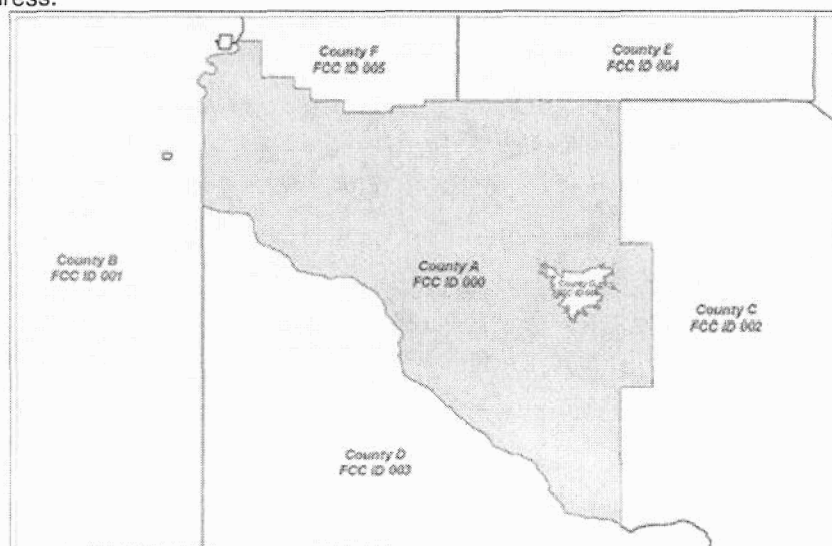 County F
FCC ID 005
County E
FCC ID 004
County B
FCC ID 001
County A
FCC ID 000
County C
FCC ID 002
County D
FCC ID 003